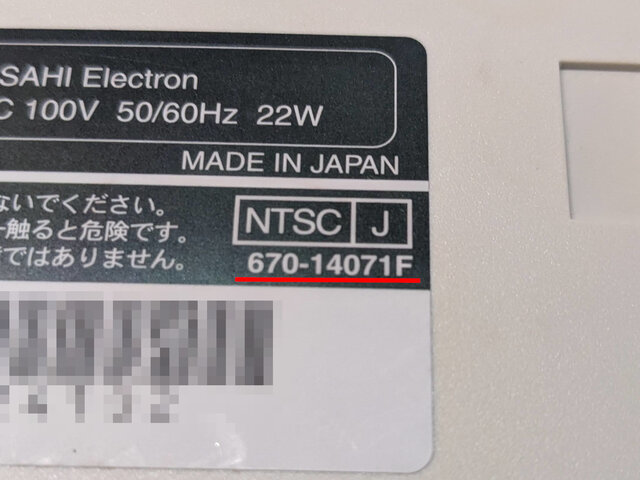 SAHI Electron
C 100V 50/60Hz 22W
MADE IN JAPAN
ないでください。
触ると危険です。
ではありません。
NTSC J
670-14071F